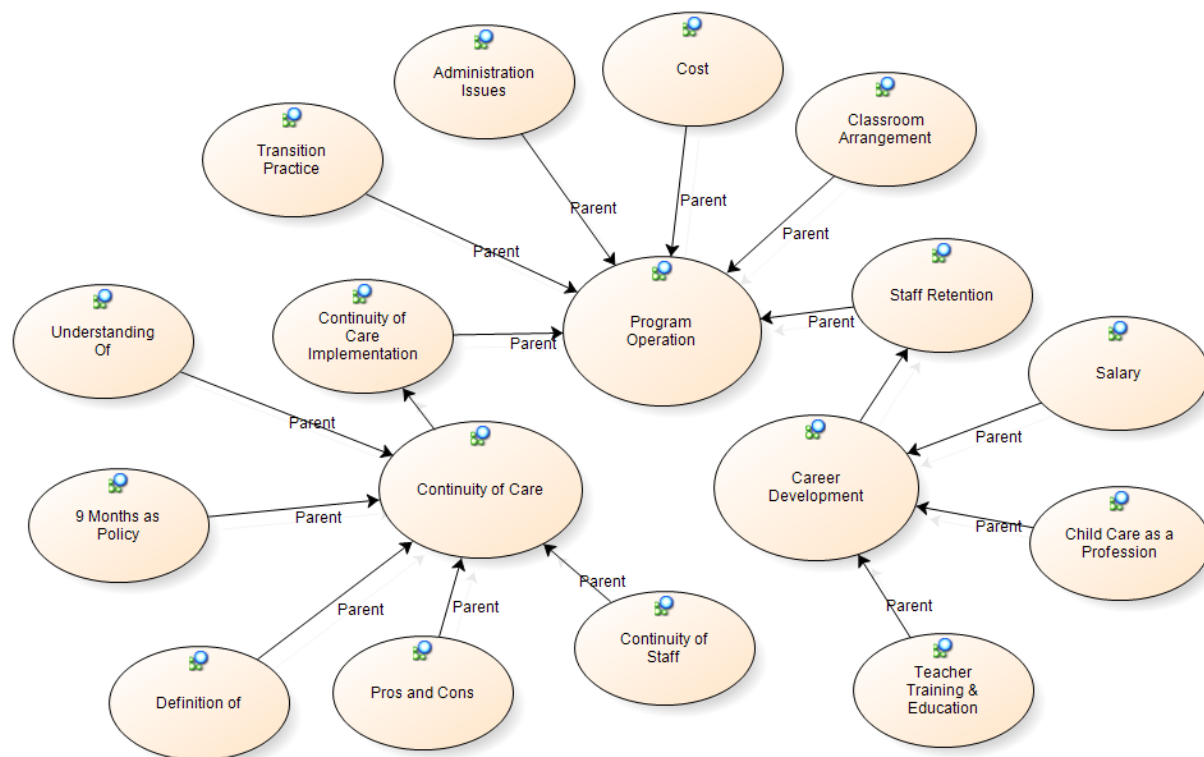 Cost
Administration
Issues
Classroom
Arrangement
Transition
Practice
Parent
Parent
Parent
Parent
Parent
Staff Retention
Parent
Program
Operation
Continuity of
Care
Implementation
Parent
Understanding
Of
Salary
Parent
Parent
Continuity of Care
Career
Development
9 Months as
Policy
Parent
Parent
Child Care as a
Profession
Parent
Parent
Parent
Parent
Continuity of
Staff
Teacher
Training &
Education
Pros and Cons
Definition of